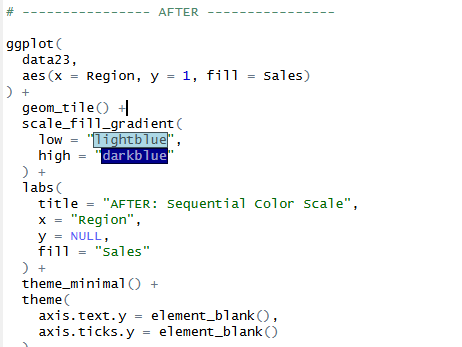 # ---------------- AFTER ----------------
ggplot(
data23,
aes(x = Region, y = 1, fill = Sales)
) +
geom_tile() +
scale_fill_gradient(
low = "lightblue",
high = "darkblue"
) +
labs(
title = "AFTER: Sequential Color Scale",
x = "Region",
y = NULL,
fill = "Sales"
) +
theme_minimal() +
theme(
axis.text.y = element_blank(),
axis.ticks.y = element_blank()
)